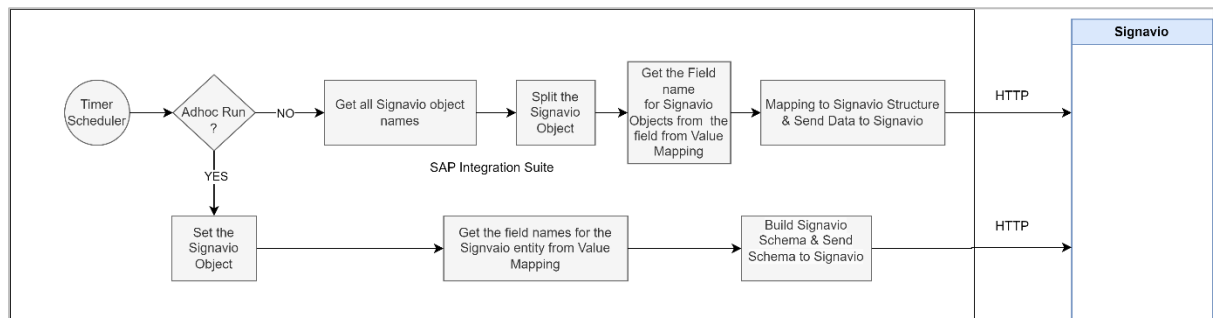 Signavio
Timer
Scheduler
Adhoc Run
?
NO
Get all Signavio object
names
Split the
Signavio
Object
Get the Field
name
for Signavio
Objects from the
field from Value
Mapping
Mapping to Signavio Structure
& Send Data to Signavio
HTTP
SAP Integration Suite
YES
Set the
Signavio
Object
Get the field names for the
Signvaio entity from Value
Mapping
Build Signavio
Schema & Send
Schema to Signavio
HTTP